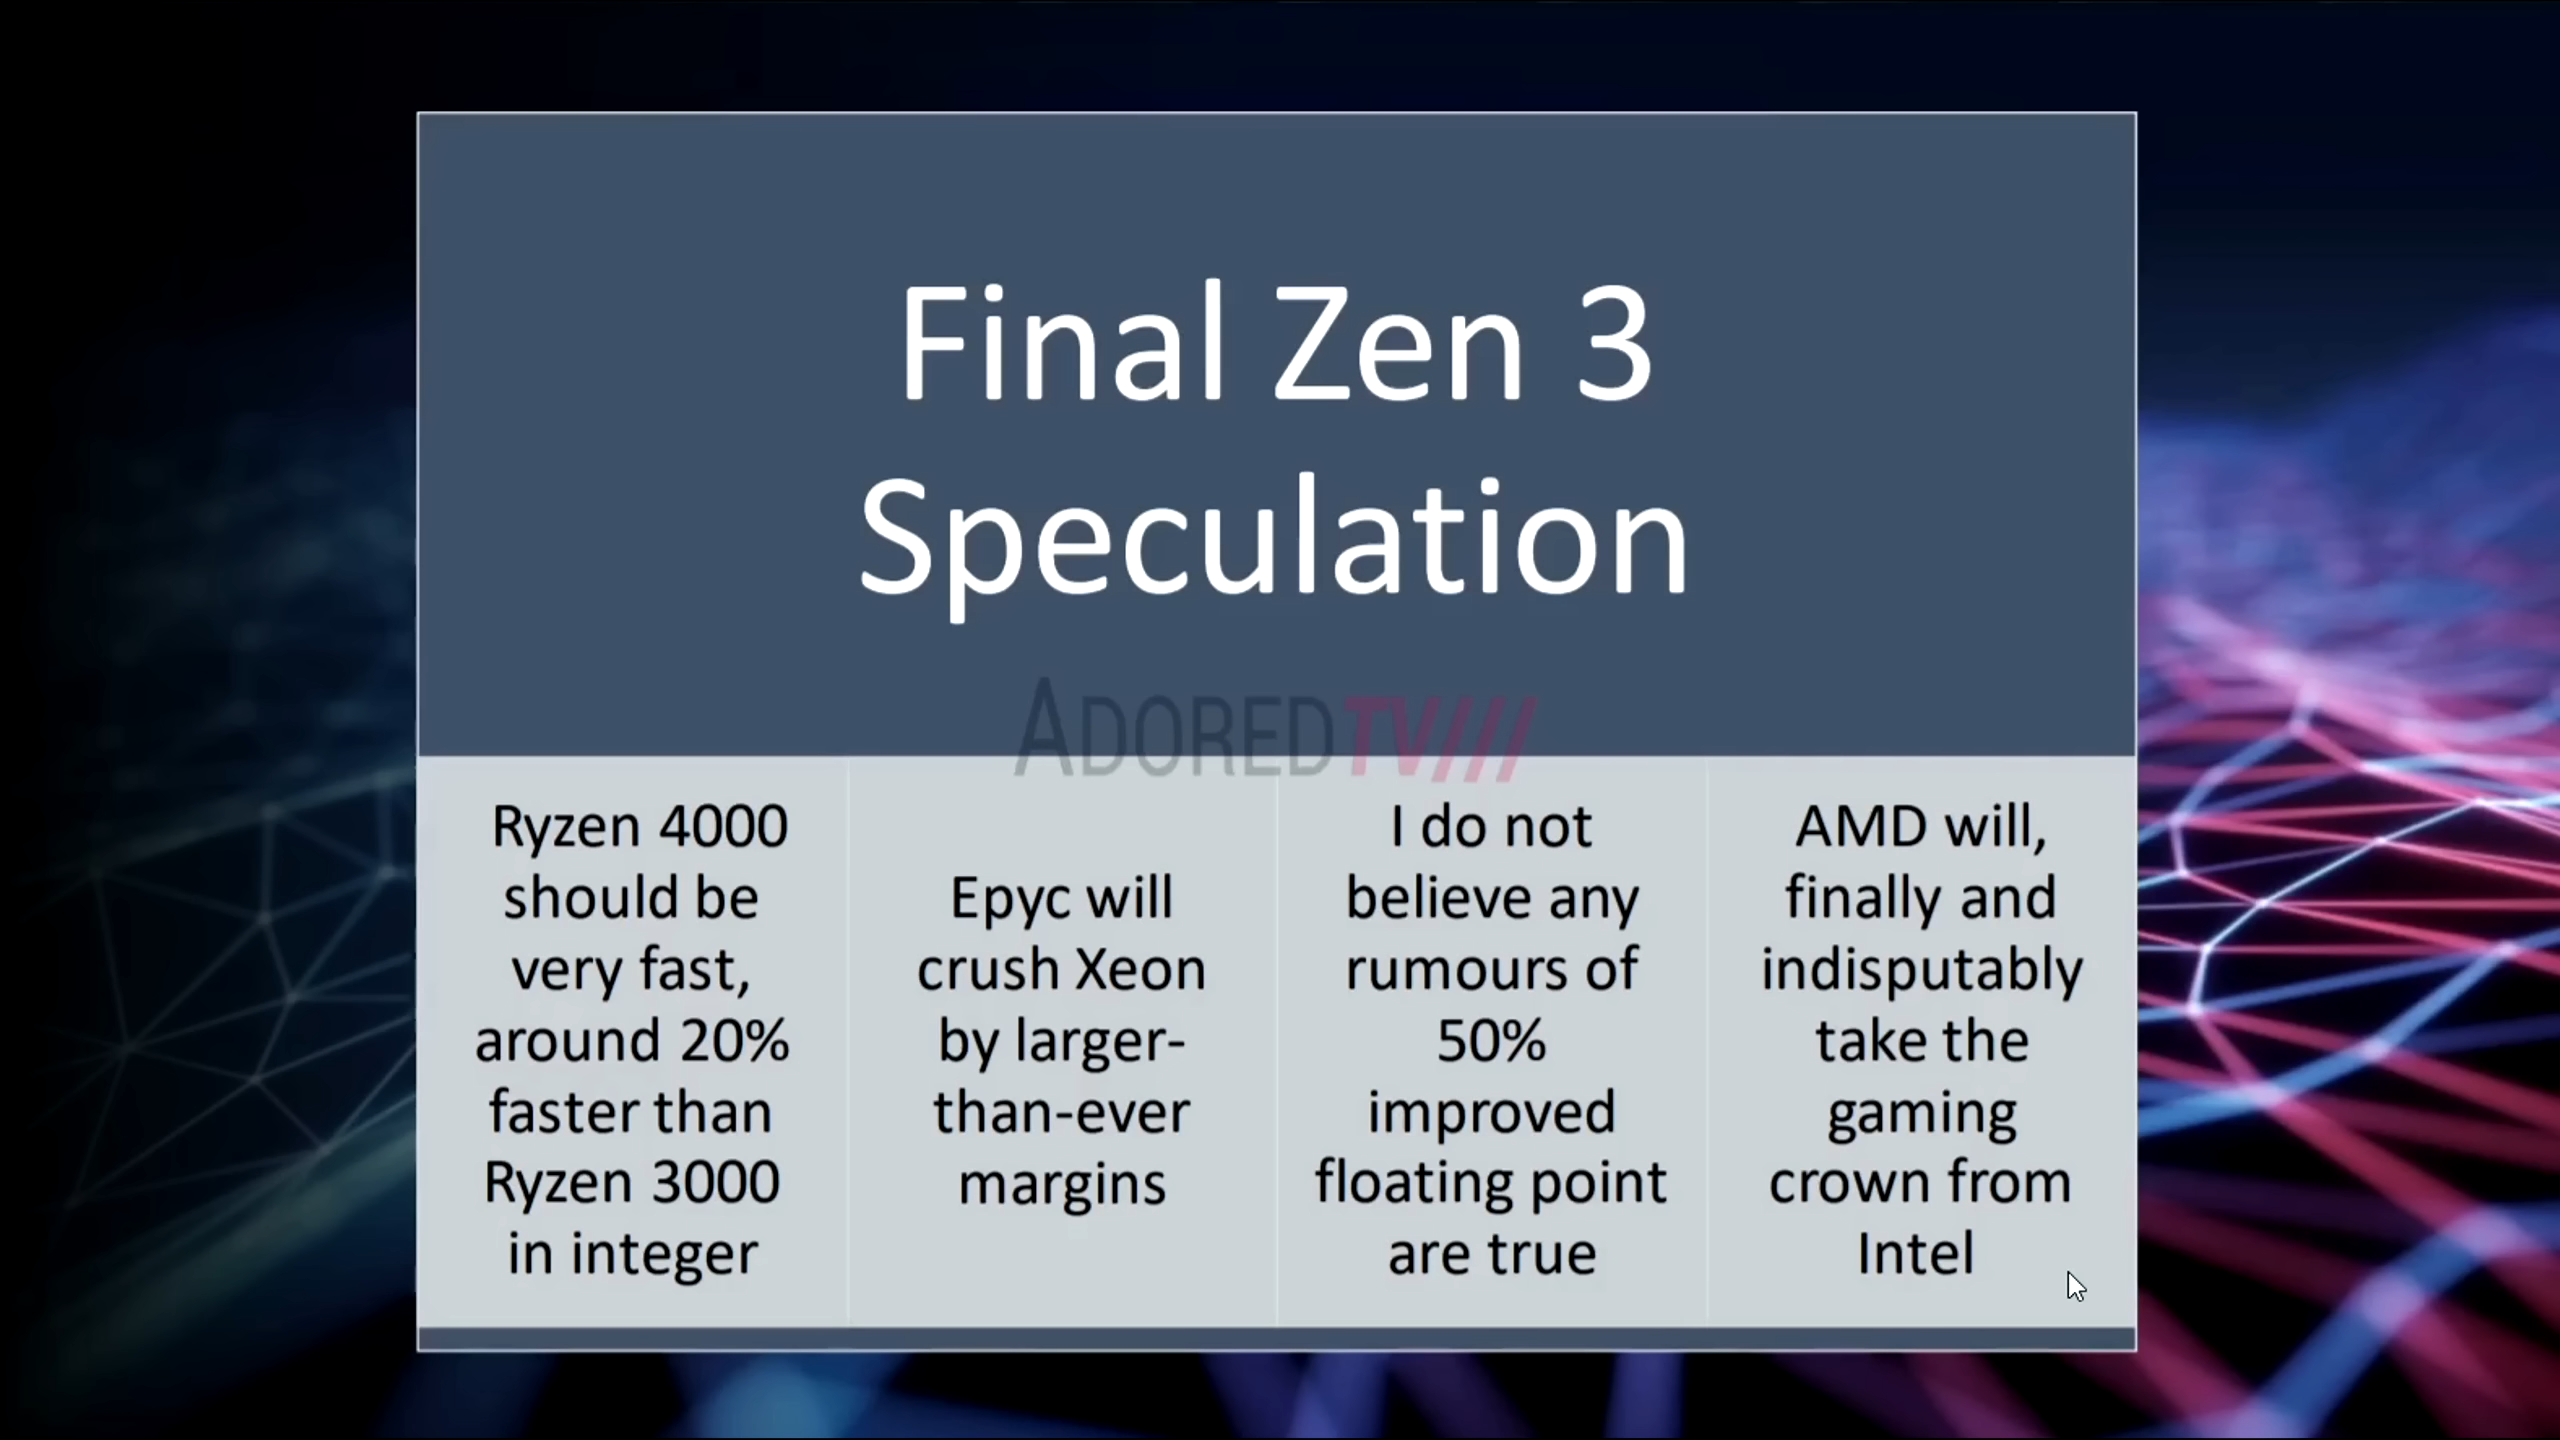 Final Zen 3
Speculation
ADOREDTV///
Ryzen 4000
should be
very fast,
around 20%
faster than
Ryzen 3000
in integer
Epyc will
crush Xeon
by larger-
than-ever
margins
I do not
believe any
rumours of
50%
improved
floating point
are true
AMD will,
finally and
indisputably
take the
gaming
crown from
Intel